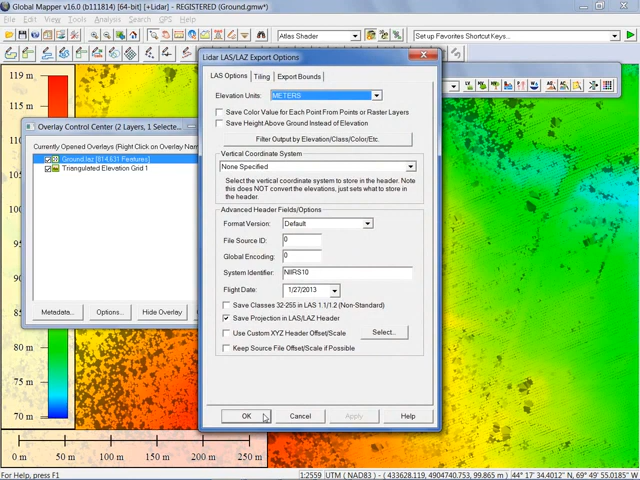 Global Mapper v16.0 (b111814) [64-bit] [+Lidar] - REGISTERED (Ground.gmw*)
File Edit View Tools Analysis Search GPS Help
Atlas Shader
Set up Favorites Shortcut Keys...
119 m
110 m
105 m
100 m
85 m
80 m
75 m
70 m
Overlay Control Center (2 Layers, 1 Selecte...
Currently Opened Overlays (Right Click on Overlay Nam
Ground.laz [814,631 Features]
Triangulated Elevation Grid 1
Metadata...
Options...
Hide Overlay
Lidar LAS/LAZ Export Options
LAS Options
Tiling
Export Bounds
Elevation Units:
METERS
Save Color Value for Each Point From Points or Raster Layers
Save Height Above Ground Instead of Elevation
Filter Output by Elevation/Class/Color/Etc.
Vertical Coordinate System
None Specified
Select the vertical coordinate system to store in the header. Note
this does NOT convert the elevations, just sets what to store in
the header.
Advanced Header Fields/Options
Format Version:
Default
File Source ID:
0
Global Encoding:
0
System Identifier:
NIIRS10
Flight Date:
1/27/2013
Save Classes 32-255 in LAS 1.1/1.2 (Non-Standard)
Save Projection in LAS/LAZ Header
Use Custom XYZ Header Offset/Scale
Select...
Keep Source File Offset/Scale if Possible
OK
Cancel
Apply
Help
0 m
50 m
100 m
150 m
200 m
250 m
For Help, press F1
1:2559
UTM (NAD83) - (433628.119, 4904740.753, 99.865 m)
44° 17' 34.4012" N, 69° 49' 55.0185" W